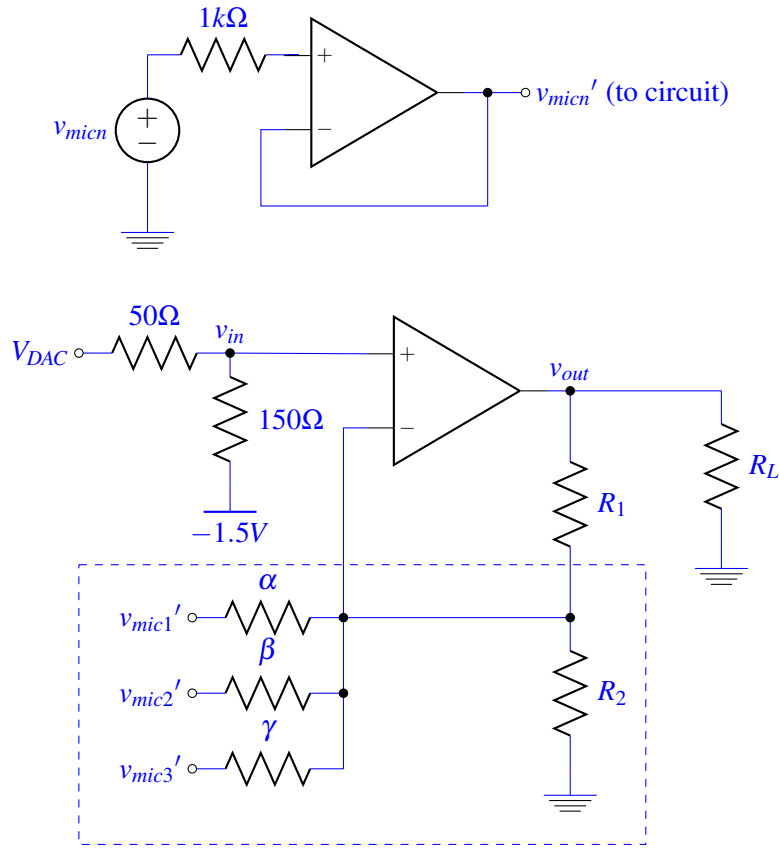 1kΩ
+
−
v_micn
+
−
v_micn′ (to circuit)
50Ω
V_DAC
v_in
+
−
v_out
150Ω
R_L
R_1
−1.5V
α
v_mic1′
β
v_mic2′
R_2
γ
v_mic3′